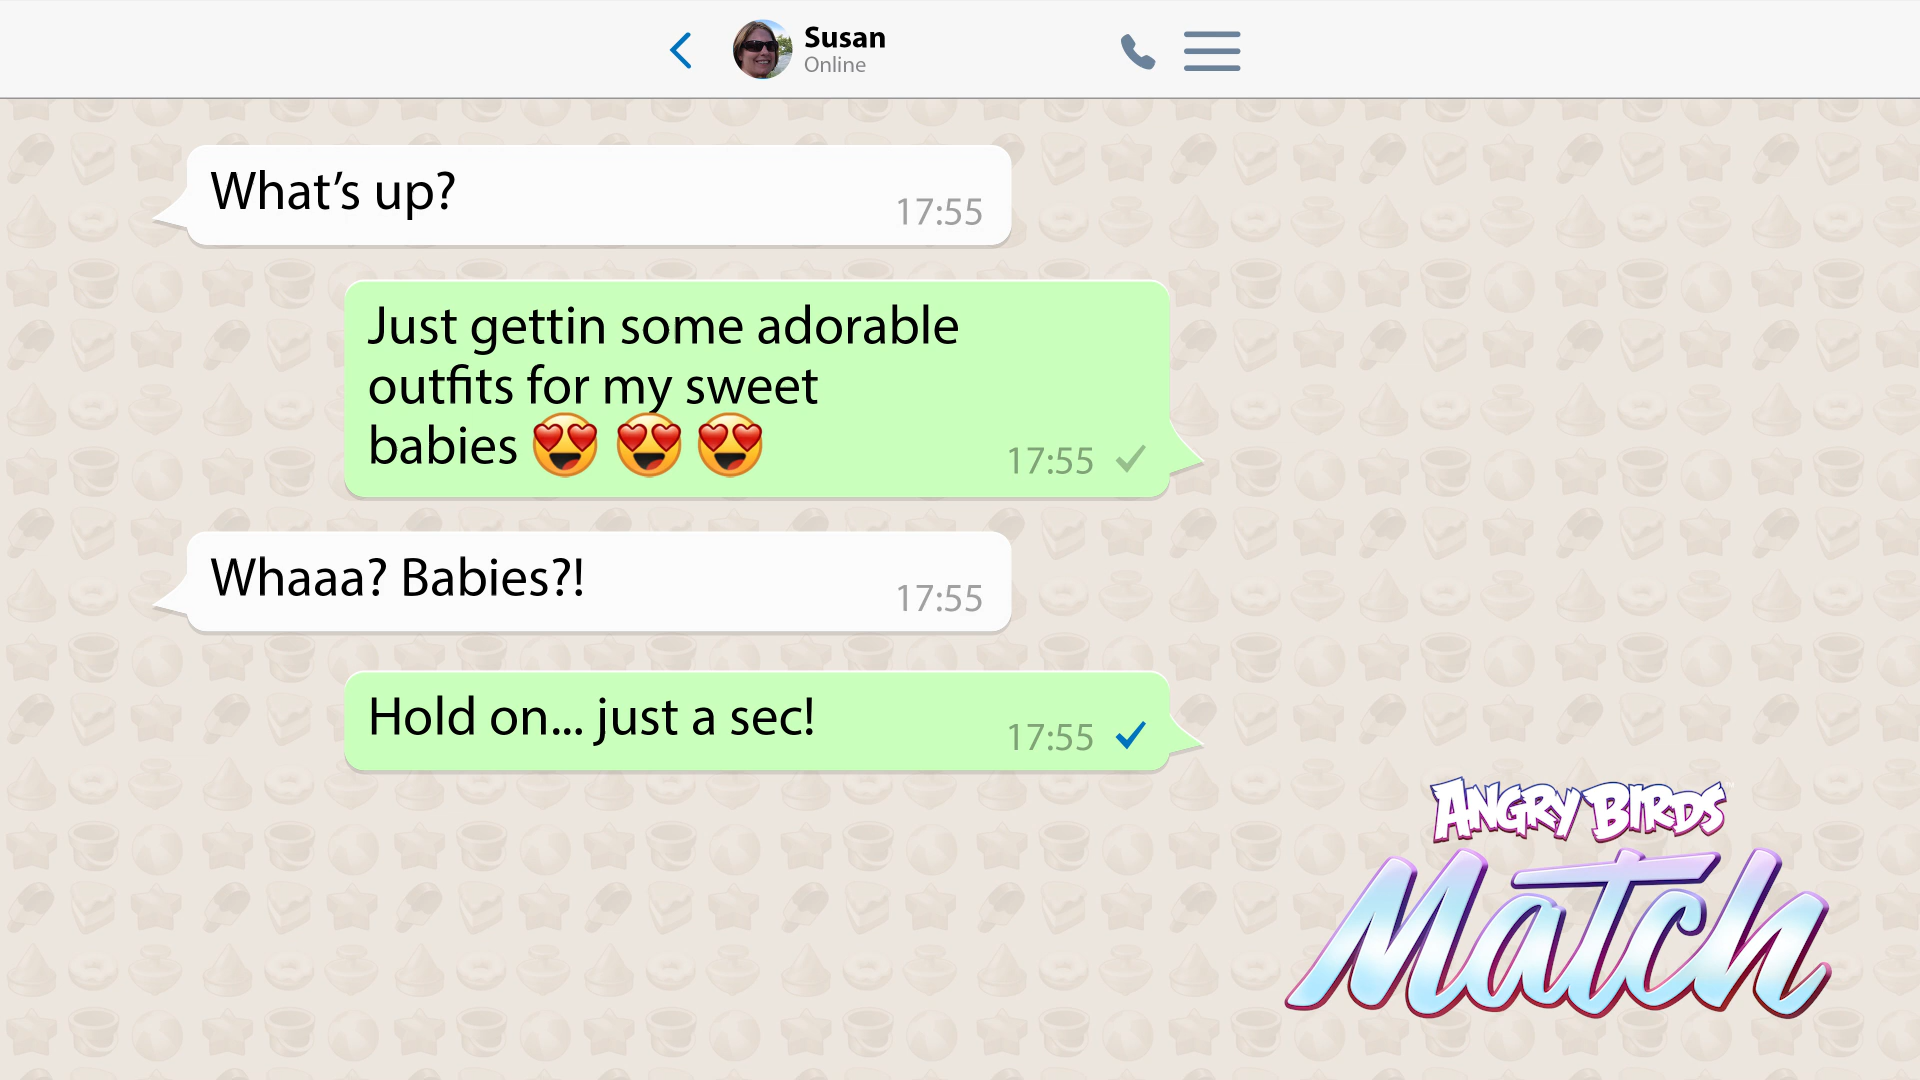 Susan
Online
What’s up?
17:55
Just gettin some adorable
outfits for my sweet
babies 😍 😍 😍
17:55
Whaaa? Babies?!
17:55
Hold on... just a sec!
17:55
ANGRY BIRDS
Match